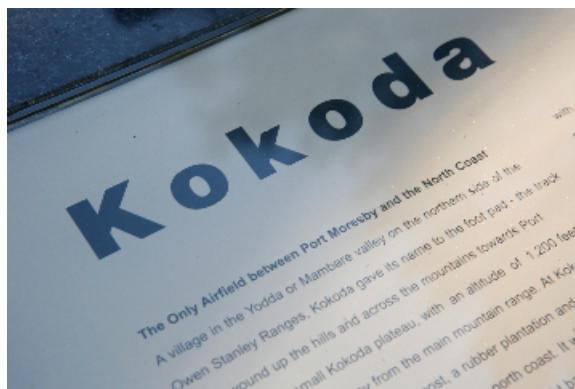 Kokoda
with
The Only Airfield between Port Moresby and the North Coast
A village in the Yodda or Mambare valley on the northern side of the
Owen Stanley Ranges, Kokoda gave its name to the foot pad - the track
wound up the hills and across the mountains towards Port
small Kokoda plateau, with an altitude of 1,200 feet
from the main mountain range. At
a rubber plantation and
north coast. It